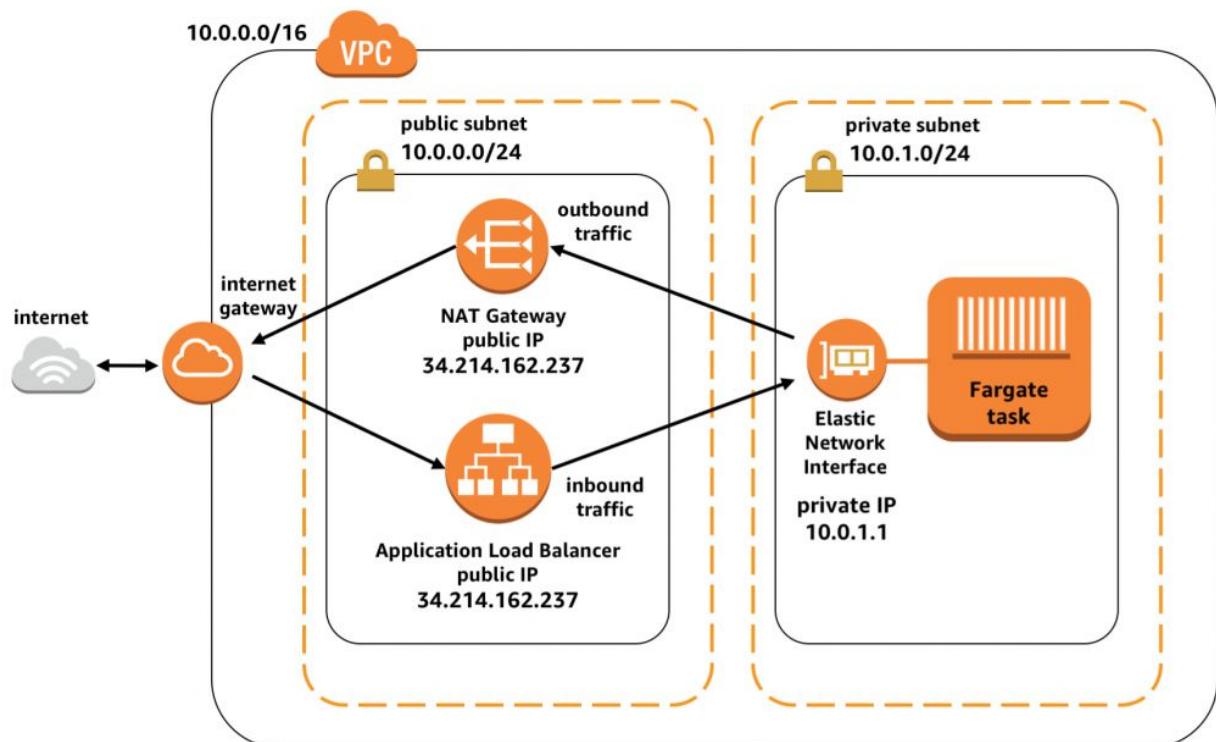 10.0.0.0/16
VPC
public subnet
10.0.0.0/24
private subnet
10.0.1.0/24
outbound
traffic
internet
gateway
internet
NAT Gateway
public IP
34.214.162.237
Fargate
task
Elastic
Network
Interface
inbound
traffic
private IP
10.0.1.1
Application Load Balancer
public IP
34.214.162.237